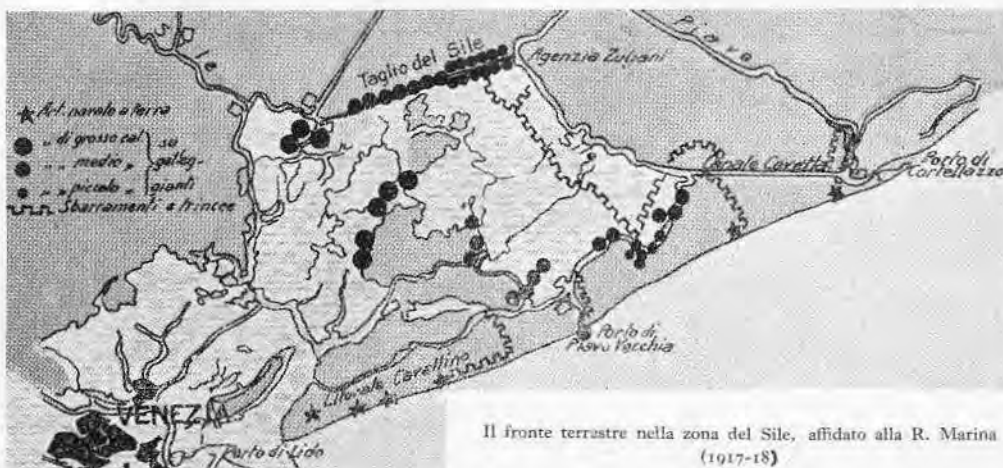 Sile
Taglio del Sile
Agenzia Zuliani
Piave
Art. navale a terra
„ di grosso cal.
„ „ medio „
„ „ piccolo „
su
galleg-
gianti
Sbarramenti e trincee
Canale Cavetta
Porto di
Cortellazzo
Porto di
Piave Vecchia
Litorale Cavallino
VENEZIA
Porto di Lido
Il fronte terrestre nella zona del Sile, affidato alla R. Marina
(1917-18)